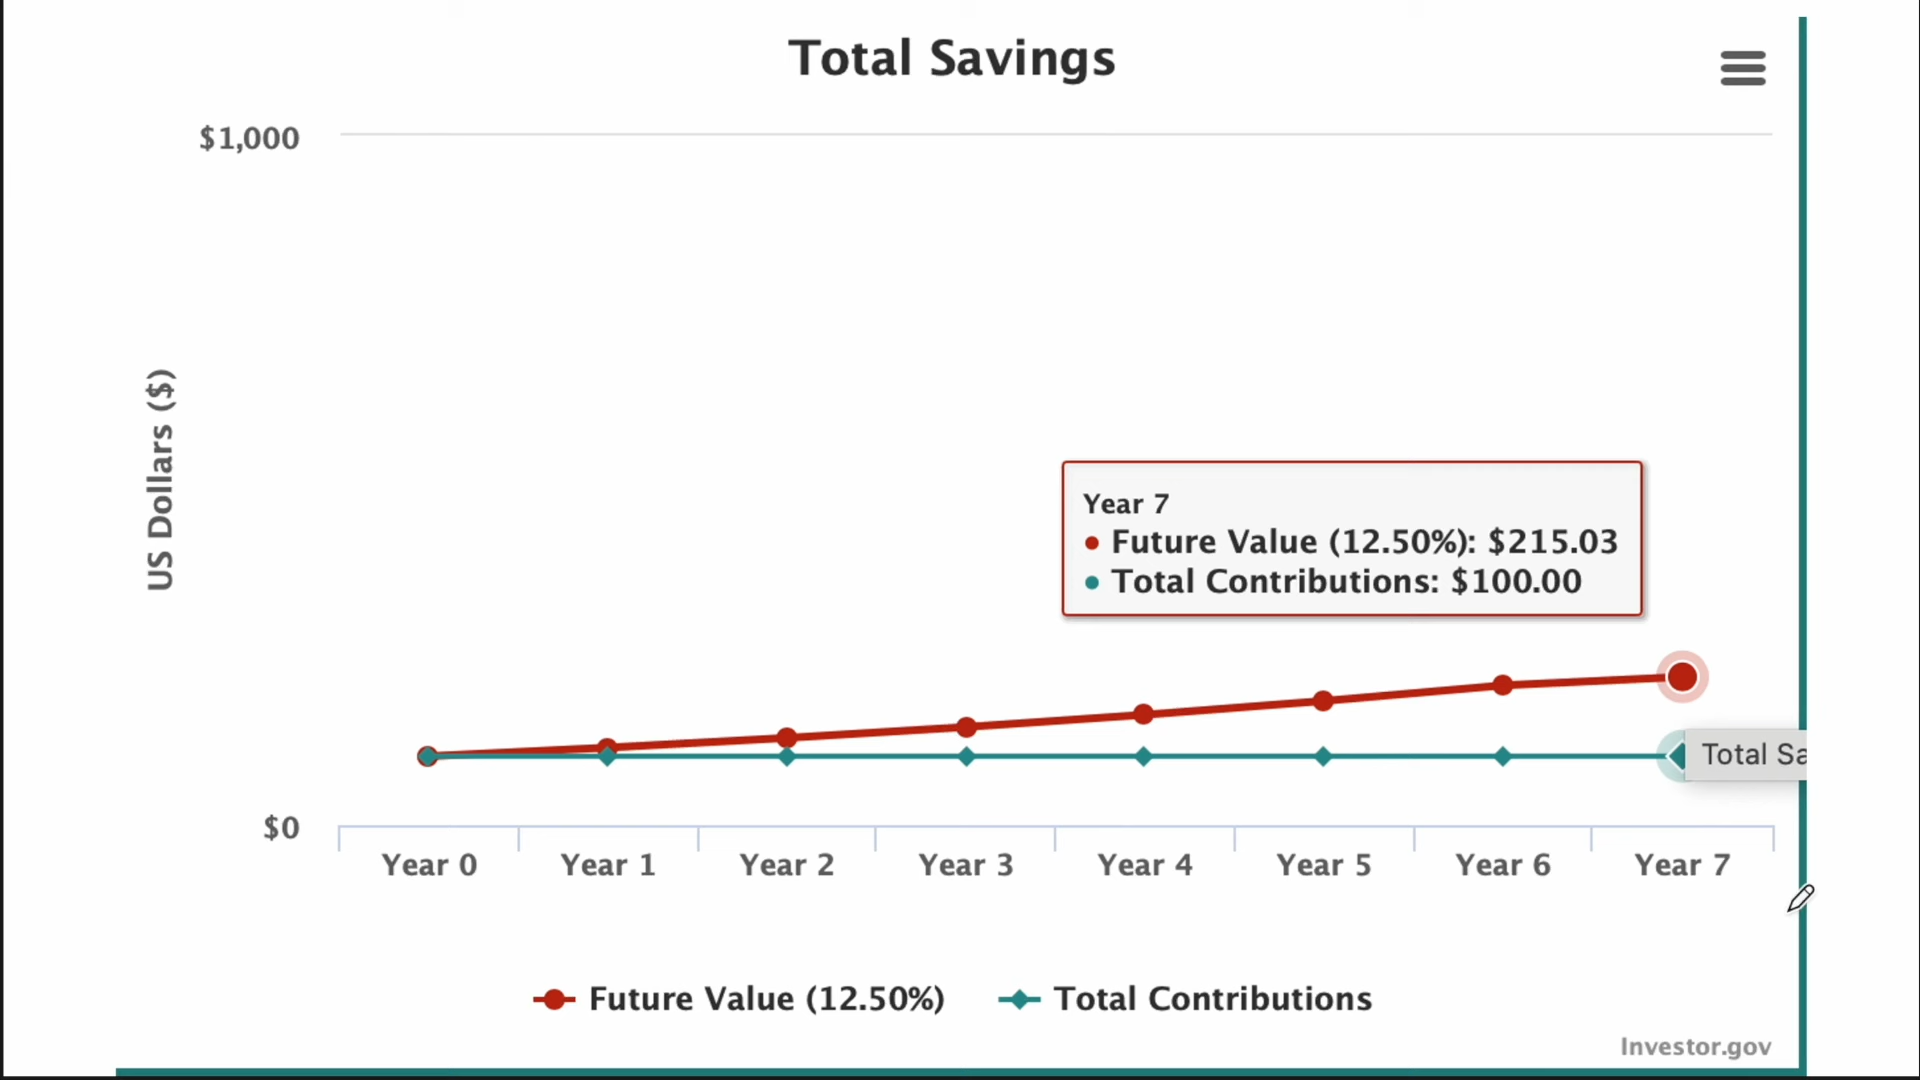 Total Savings
$1,000
US Dollars ($)
Year 7
Future Value (12.50%): $215.03
Total Contributions: $100.00
Total Sa
$0
Year 0
Year 1
Year 2
Year 3
Year 4
Year 5
Year 6
Year 7
Future Value (12.50%)
Total Contributions
Investor.gov